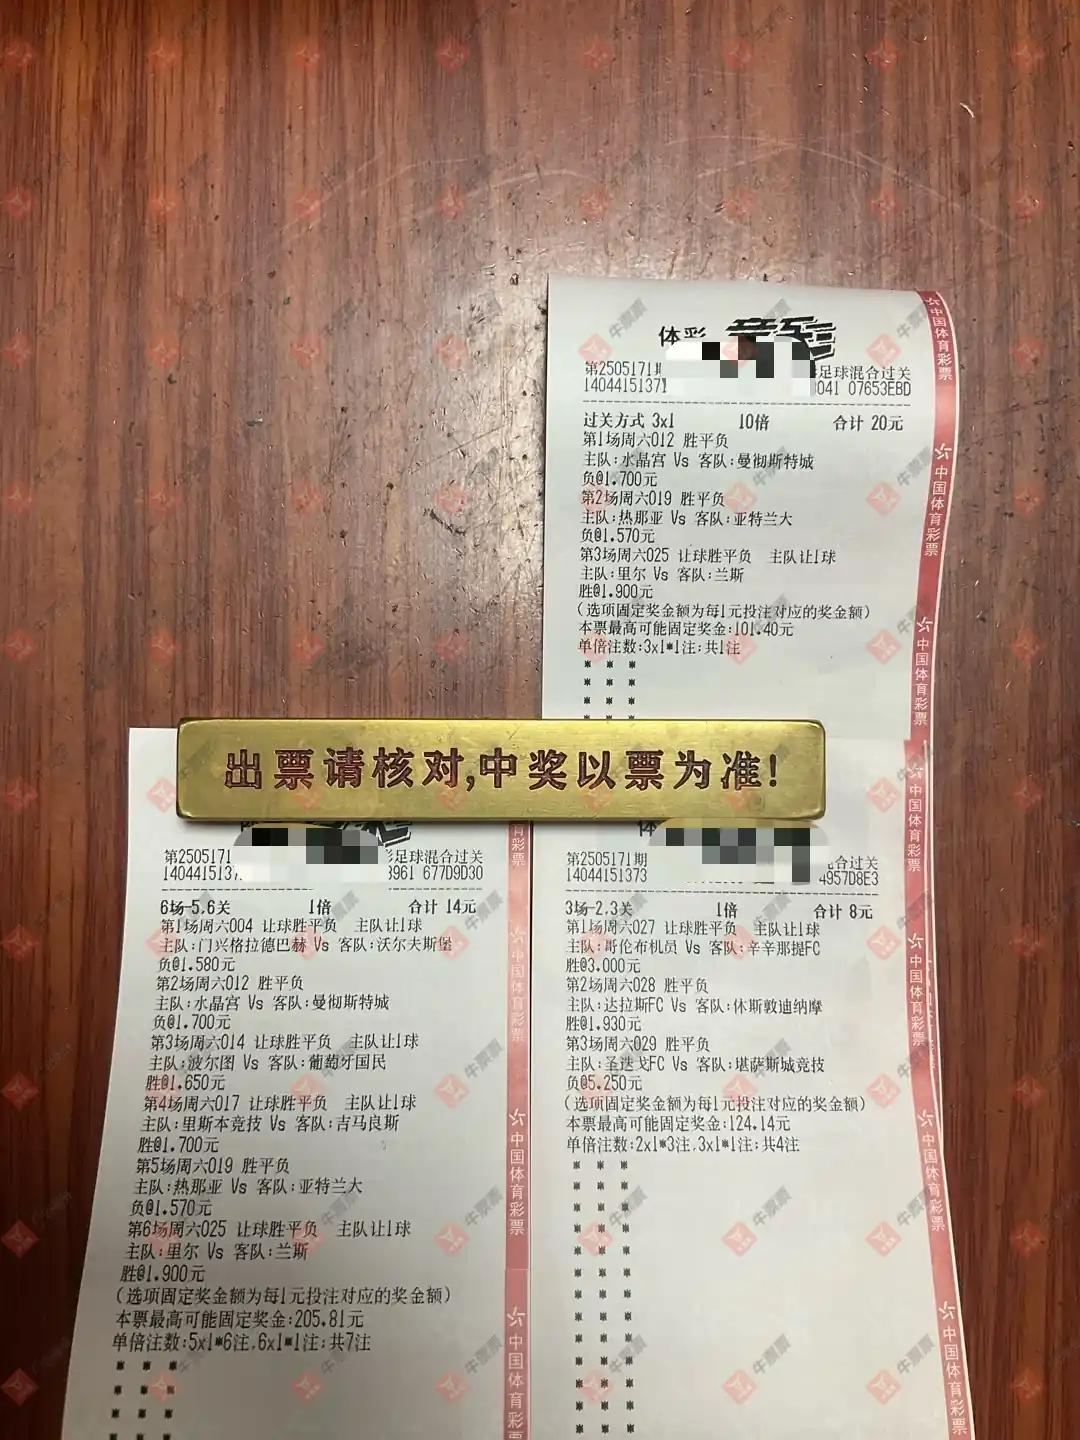 体彩
第2505171期
足球混合过关
14044151371
041 07653EBD
过关方式 3x1 10倍 合计 20元
第1场周六012 胜平负
主队:水晶宫 Vs 客队:曼彻斯特城
负@1.700元
第2场周六019 胜平负
主队:热那亚 Vs 客队:亚特兰大
负@1.570元
第3场周六025 让球胜平负 主队让1球
主队:里尔 Vs 客队:兰斯
胜@1.900元
(选项固定奖金额为每1元投注对应的奖金额)
本票最高可能固定奖金:101.40元
单倍注数:3x1*1注;共1注
出票请核对,中奖以票为准!
第2505171
足球混合过关
1404415137
3961 677D9D30
6场-5.6关 1倍 合计 14元
第1场周六004 让球胜平负 主队让1球
主队:门兴格拉德巴赫 Vs 客队:沃尔夫斯堡
负@1.580元
第2场周六012 胜平负
主队:水晶宫 Vs 客队:曼彻斯特城
负@1.700元
第3场周六014 让球胜平负 主队让1球
主队:波尔图 Vs 客队:葡萄牙国民
胜@1.650元
第4场周六017 让球胜平负 主队让1球
主队:里斯本竞技 Vs 客队:吉马良斯
胜@1.700元
第5场周六019 胜平负
主队:热那亚 Vs 客队:亚特兰大
负@1.570元
第6场周六025 让球胜平负 主队让1球
主队:里尔 Vs 客队:兰斯
胜@1.900元
(选项固定奖金额为每1元投注对应的奖金额)
本票最高可能固定奖金:205.81元
单倍注数:5x1*6注,6x1*1注;共7注
体
第2505171期
混合过关
14044151373
4957D8E3
3场-2.3关 1倍 合计 8元
第1场周六027 让球胜平负 主队让1球
主队:哥伦布机员 Vs 客队:辛辛那提FC
胜@3.000元
第2场周六028 胜平负
主队:达拉斯FC Vs 客队:休斯敦迪纳摩
胜@1.930元
第3场周六029 胜平负
主队:圣迭戈FC Vs 客队:堪萨斯城竞技
负@5.250元
(选项固定奖金额为每1元投注对应的奖金额)
本票最高可能固定奖金:124.14元
单倍注数:2x1*3注,3x1*1注;共4注
中国体育彩票
牛票票